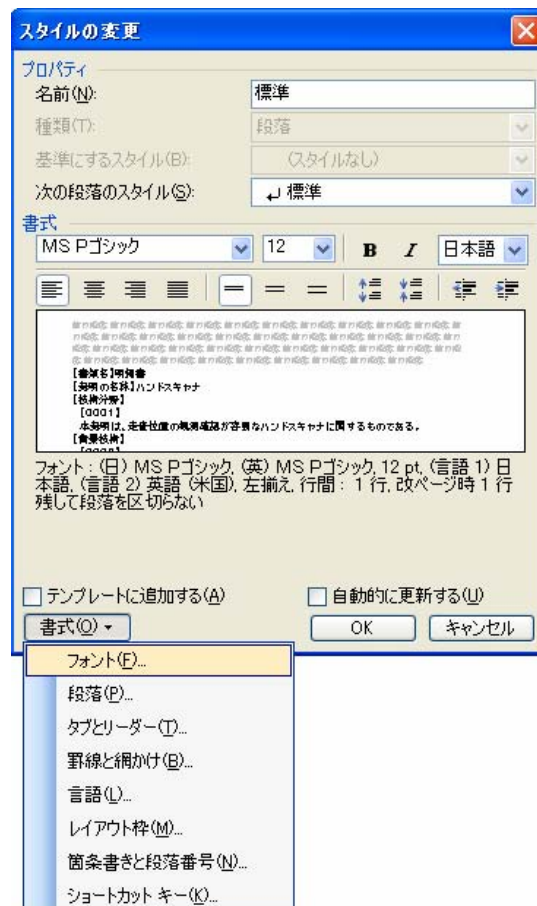 スタイルの変更
プロパティ
名前(N): 標準
種類(T): 段落
基準にするスタイル(B): (スタイルなし)
次の段落のスタイル(S): ↵ 標準
書式
MS Pゴシック 12 B I 日本語
【書類名】明細書
【発明の名称】ハンドスキャナ
【技術分野】
【0001】
本発明は、走査位置の観測確認が容易なハンドスキャナに関するものである。
【背景技術】
フォント : (日) MS Pゴシック, (英) MS Pゴシック, 12 pt, (言語 1) 日
本語, (言語 2) 英語 (米国), 左揃え, 行間 : 1 行, 改ページ時 1 行
残して段落を区切らない
テンプレートに追加する(A) 自動的に更新する(U)
書式(O) OK キャンセル
フォント(F)...
段落(P)...
タブとリーダー(T)...
罫線と網かけ(B)...
言語(L)...
レイアウト枠(M)...
箇条書きと段落番号(N)...
ショートカット キー(K)...